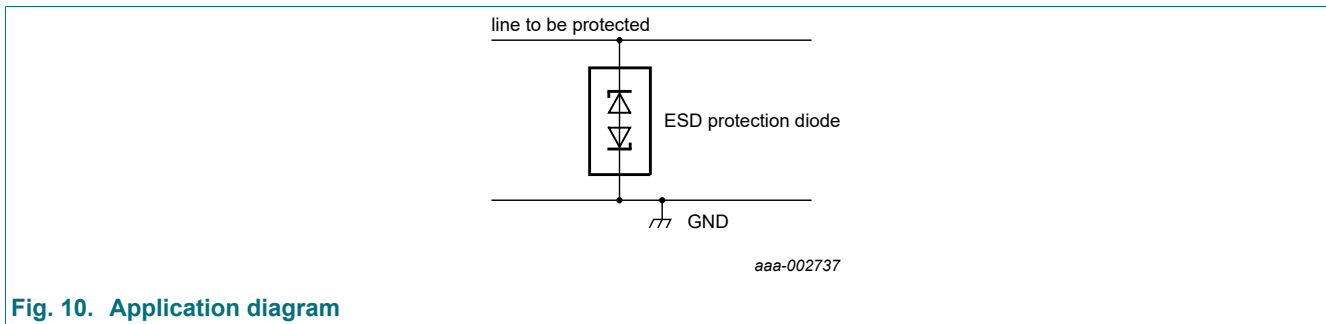 line to be protected
ESD protection diode
GND
aaa-002737
Fig. 10. Application diagram